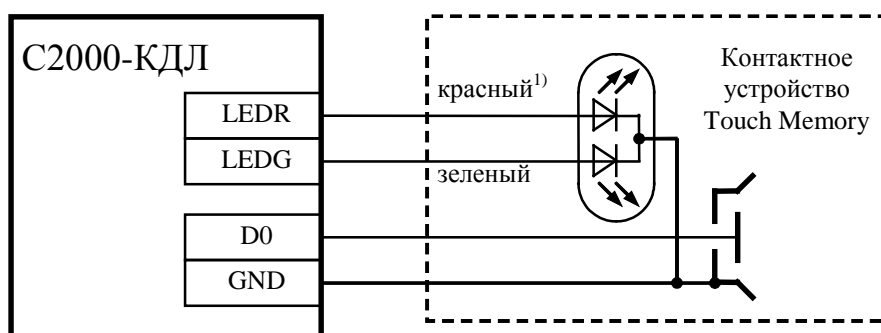 С2000-КДЛ
Контактное
устройство
Touch Memory
красный¹⁾
LEDR
LEDG
зеленый
D0
GND